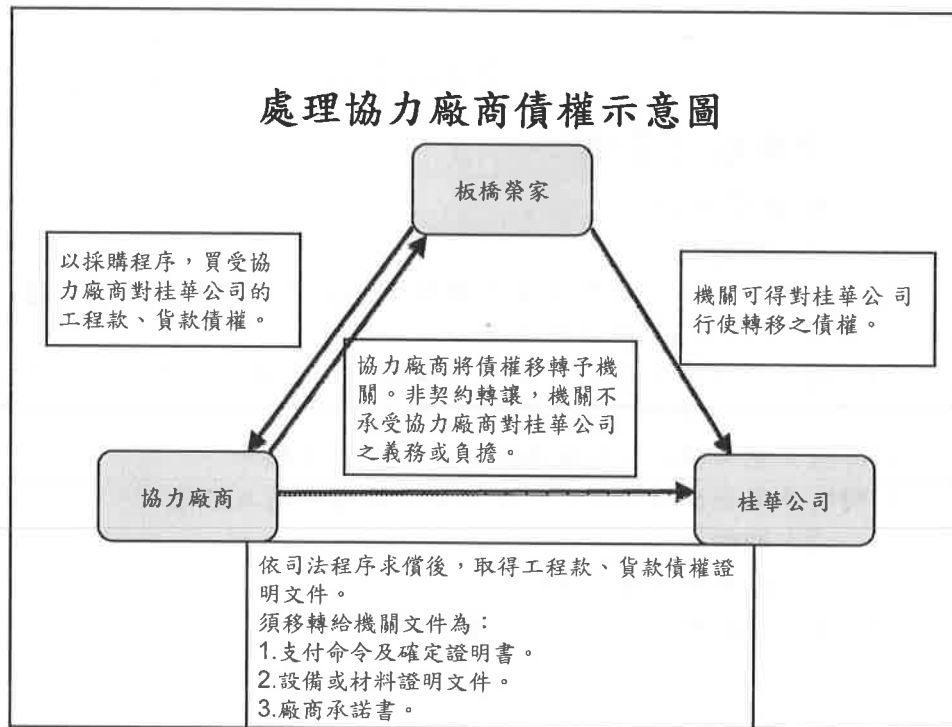 處理協力廠商債權示意圖
板橋榮家
以採購程序，買受協
力廠商對桂華公司的
工程款、貨款債權。
機關可得對桂華公 司
行使轉移之債權。
協力廠商將債權移轉予機
關。非契約轉讓，機關不
承受協力廠商對桂華公司
之義務或負擔。
協力廠商
桂華公司
依司法程序求償後，取得工程款、貨款債權證
明文件。
須移轉給機關文件為：
1.支付命令及確定證明書。
2.設備或材料證明文件。
3.廠商承諾書。